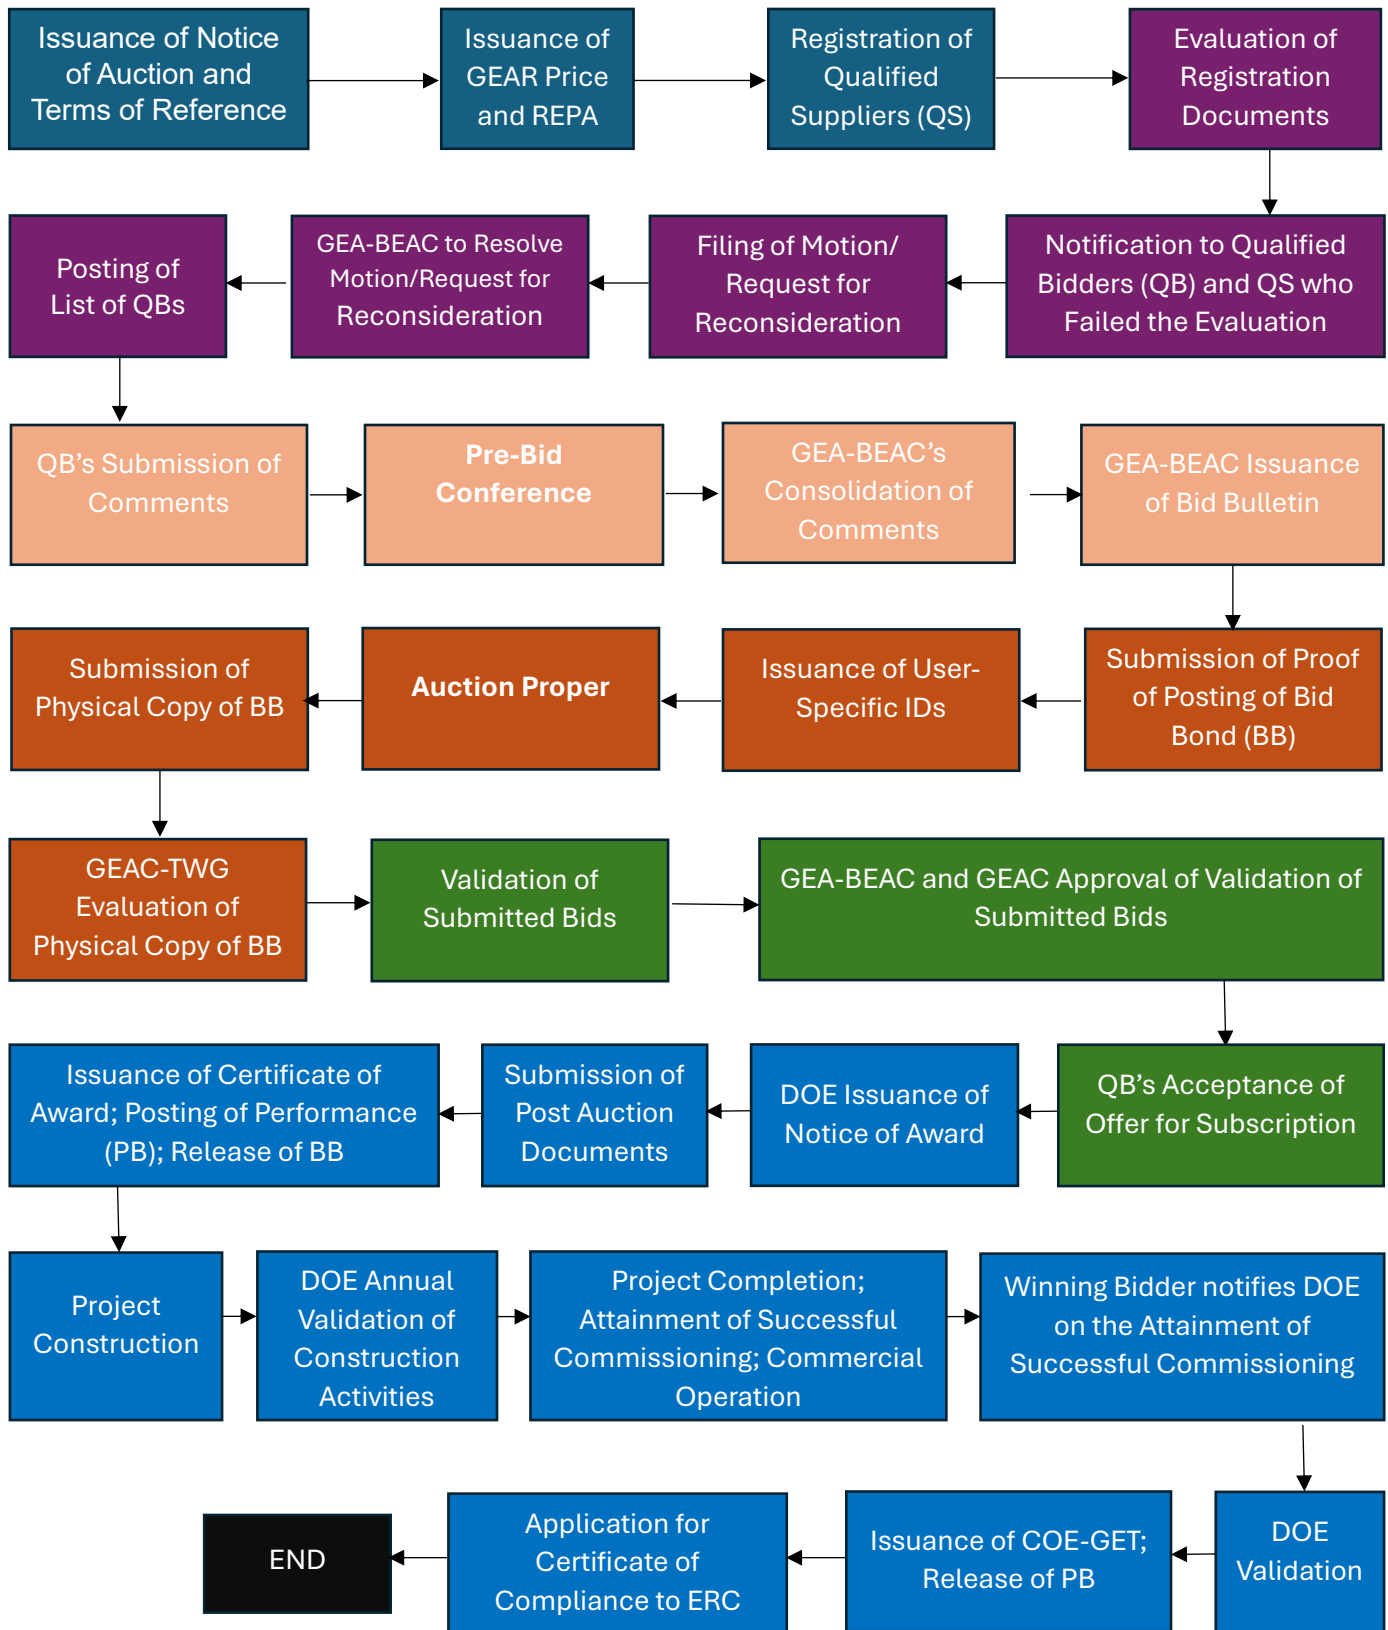 Issuance of Notice
of Auction and
Terms of Reference
Issuance of
GEAR Price
and REPA
Registration of
Qualified
Suppliers (QS)
Evaluation of
Registration
Documents
Notification to Qualified
Bidders (QB) and QS who
Failed the Evaluation
Filing of Motion/
Request for
Reconsideration
GEA-BEAC to Resolve
Motion/Request for
Reconsideration
Posting of
List of QBs
QB’s Submission of
Comments
Pre-Bid
Conference
GEA-BEAC’s
Consolidation of
Comments
GEA-BEAC Issuance
of Bid Bulletin
Submission of Proof
of Posting of Bid
Bond (BB)
Issuance of User-
Specific IDs
Auction Proper
Submission of
Physical Copy of BB
GEAC-TWG
Evaluation of
Physical Copy of BB
Validation of
Submitted Bids
GEA-BEAC and GEAC Approval of Validation of
Submitted Bids
QB’s Acceptance of
Offer for Subscription
DOE Issuance of
Notice of Award
Submission of
Post Auction
Documents
Issuance of Certificate of
Award; Posting of Performance
(PB); Release of BB
Project
Construction
DOE Annual
Validation of
Construction
Activities
Project Completion;
Attainment of Successful
Commissioning; Commercial
Operation
Winning Bidder notifies DOE
on the Attainment of
Successful Commissioning
DOE
Validation
Issuance of COE-GET;
Release of PB
Application for
Certificate of
Compliance to ERC
END